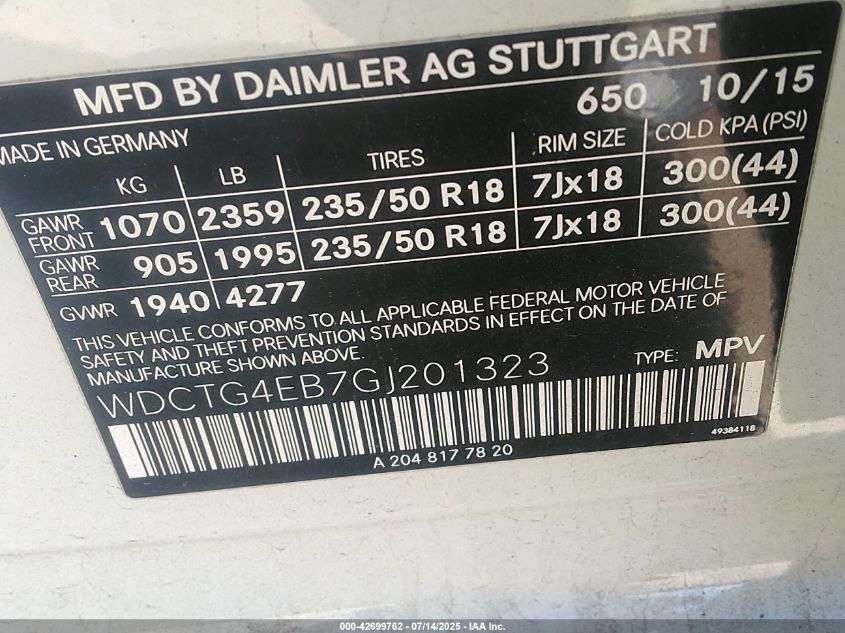 MFD BY DAIMLER AG STUTTGART
650 10/15
MADE IN GERMANY
KG LB TIRES RIM SIZE COLD KPA (PSI)
GAWR FRONT 1070 2359 235/50 R18 7Jx18 300(44)
GAWR REAR 905 1995 235/50 R18 7Jx18 300(44)
GVWR 1940 4277
THIS VEHICLE CONFORMS TO ALL APPLICABLE FEDERAL MOTOR VEHICLE
SAFETY AND THEFT PREVENTION STANDARDS IN EFFECT ON THE DATE OF
MANUFACTURE SHOWN ABOVE
TYPE: MPV
WDCTG4EB7GJ201323
A 204 817 78 20
49384118
000-42699762 - 07/14/2025 - IAA Inc.